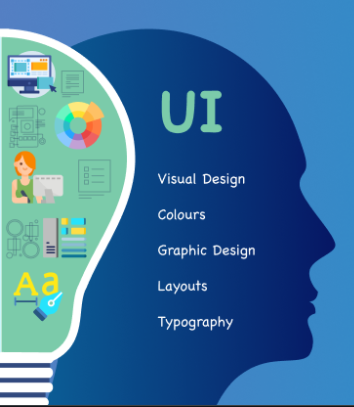 UI
Visual Design
Colours
Graphic Design
Layouts
Typography
Aa